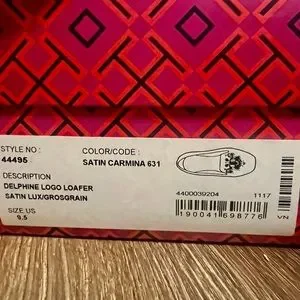 STYLE NO : COLOR/CODE :
44495 SATIN CARMINA 631
DESCRIPTION
DELPHINE LOGO LOAFER
SATIN LUX/GROSGRAIN
4400039204 1117
SIZE US
9.5
190041698776
VN